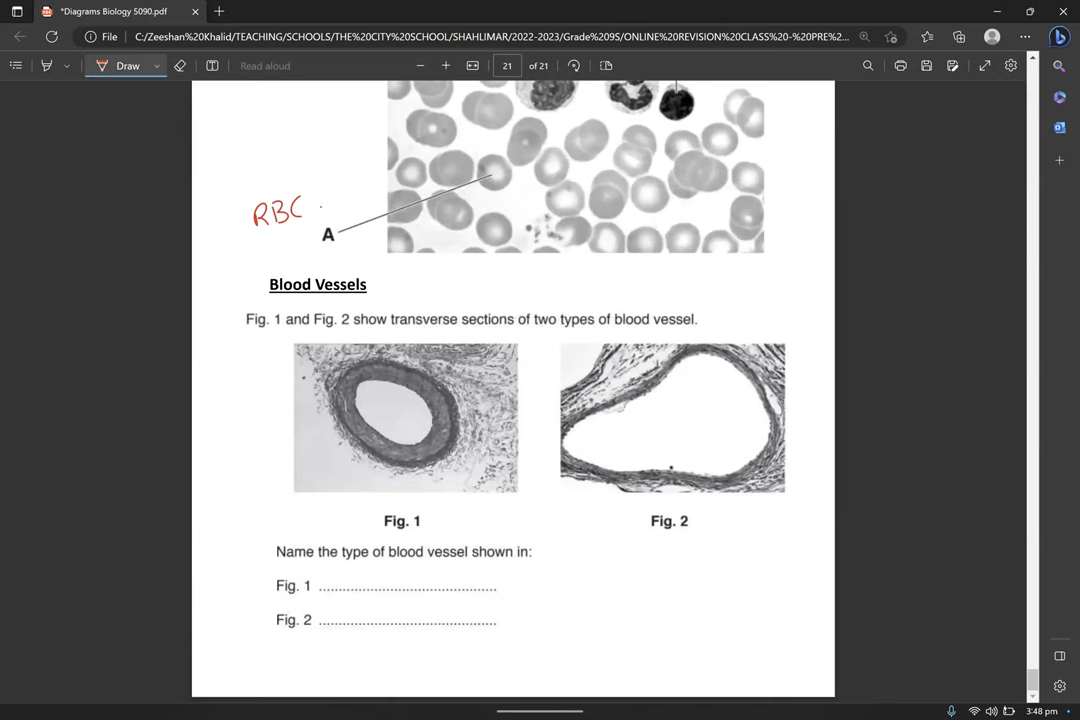 *Diagrams Biology 5090.pdf
File
C:/Zeeshan%20Khalid/TEACHING/SCHOOLS/THE%20CITY%20SCHOOL/SHAHLIMAR/2022-2023/Grade%209S/ONLINE%20REVISION%20CLASS%20-%20PRE%2...
Draw
Read aloud
21
of 21
RBC
A
Blood Vessels
Fig. 1 and Fig. 2 show transverse sections of two types of blood vessel.
Fig. 1
Fig. 2
Name the type of blood vessel shown in:
Fig. 1 ............................................
Fig. 2 ............................................
3:48 pm